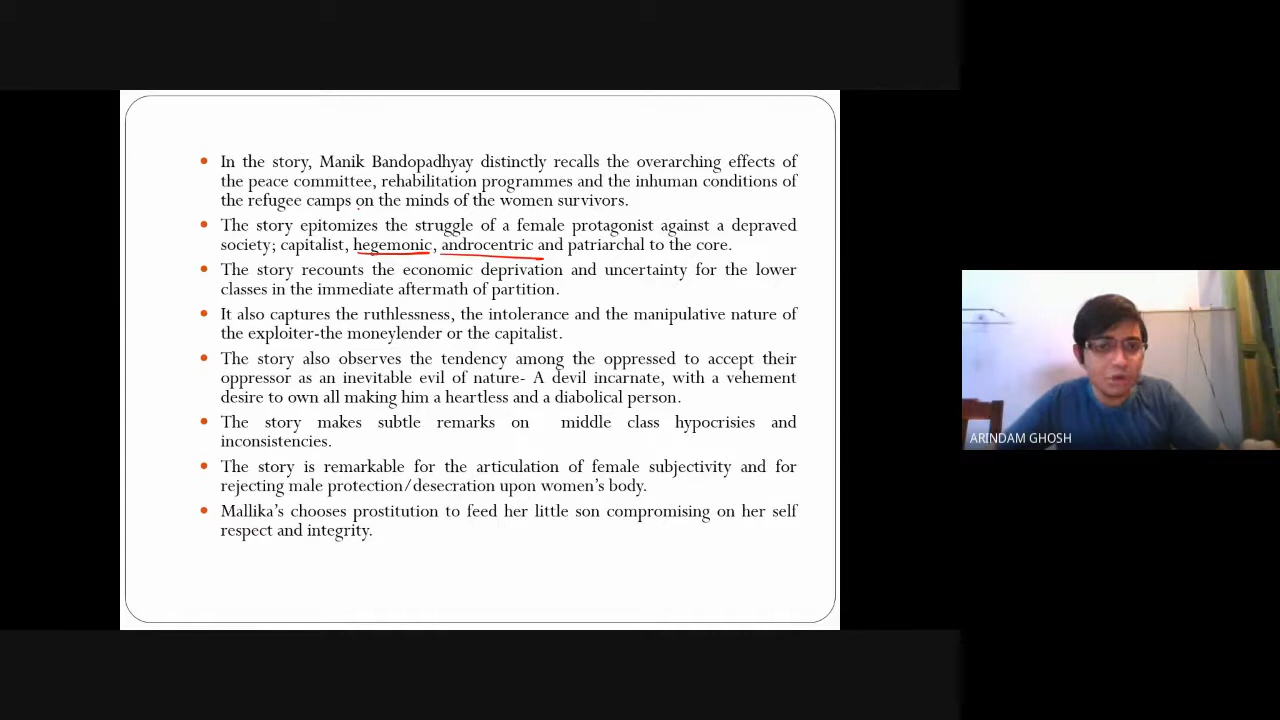 In the story, Manik Bandopadhyay distinctly recalls the overarching effects of
the peace committee, rehabilitation programmes and the inhuman conditions of
the refugee camps on the minds of the women survivors.
The story epitomizes the struggle of a female protagonist against a depraved
society; capitalist, hegemonic, androcentric and patriarchal to the core.
The story recounts the economic deprivation and uncertainty for the lower
classes in the immediate aftermath of partition.
It also captures the ruthlessness, the intolerance and the manipulative nature of
the exploiter-the moneylender or the capitalist.
The story also observes the tendency among the oppressed to accept their
oppressor as an inevitable evil of nature- A devil incarnate, with a vehement
desire to own all making him a heartless and a diabolical person.
The story makes subtle remarks on middle class hypocrisies and
inconsistencies.
The story is remarkable for the articulation of female subjectivity and for
rejecting male protection/desecration upon women's body.
Mallika's chooses prostitution to feed her little son compromising on her self
respect and integrity.
ARINDAM GHOSH